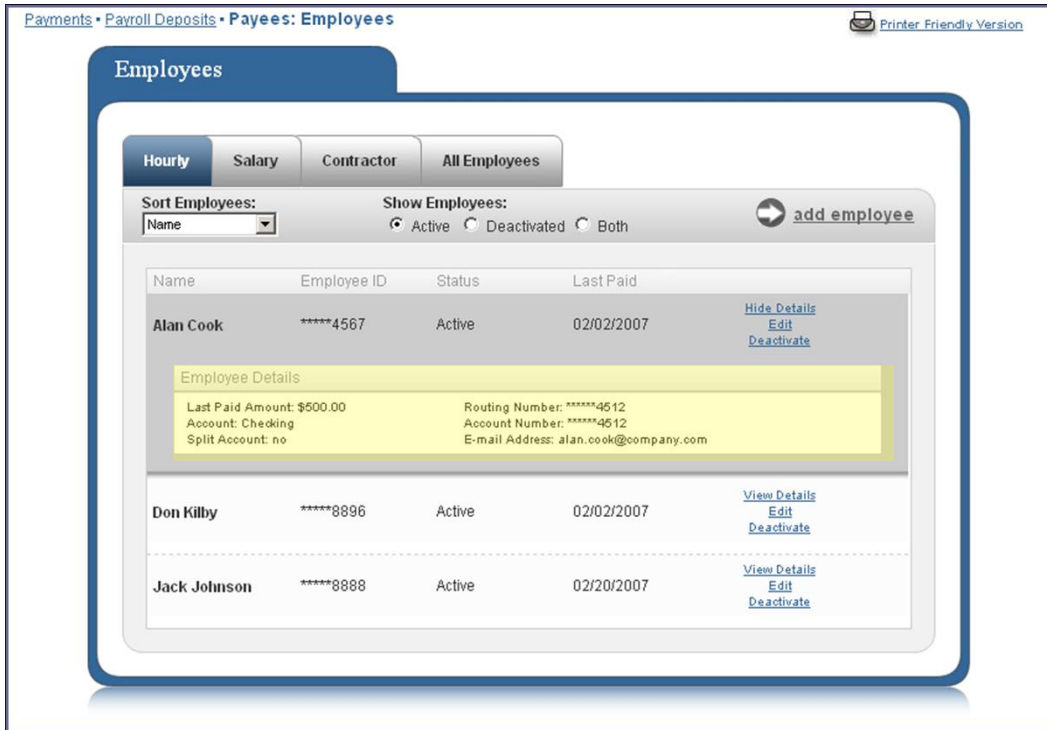 Payments • Payroll Deposits • Payees: Employees
Printer Friendly Version
Employees
Hourly Salary Contractor All Employees
Sort Employees: Show Employees:
Name Active Deactivated Both
add employee
Name Employee ID Status Last Paid
Alan Cook *****4567 Active 02/02/2007
Hide Details
Edit
Deactivate
Employee Details
Last Paid Amount: $500.00 Routing Number: ******4512
Account: Checking Account Number: ******4512
Split Account: no E-mail Address: alan.cook@company.com
Don Kilby *****8896 Active 02/02/2007
View Details
Edit
Deactivate
Jack Johnson *****8888 Active 02/20/2007
View Details
Edit
Deactivate